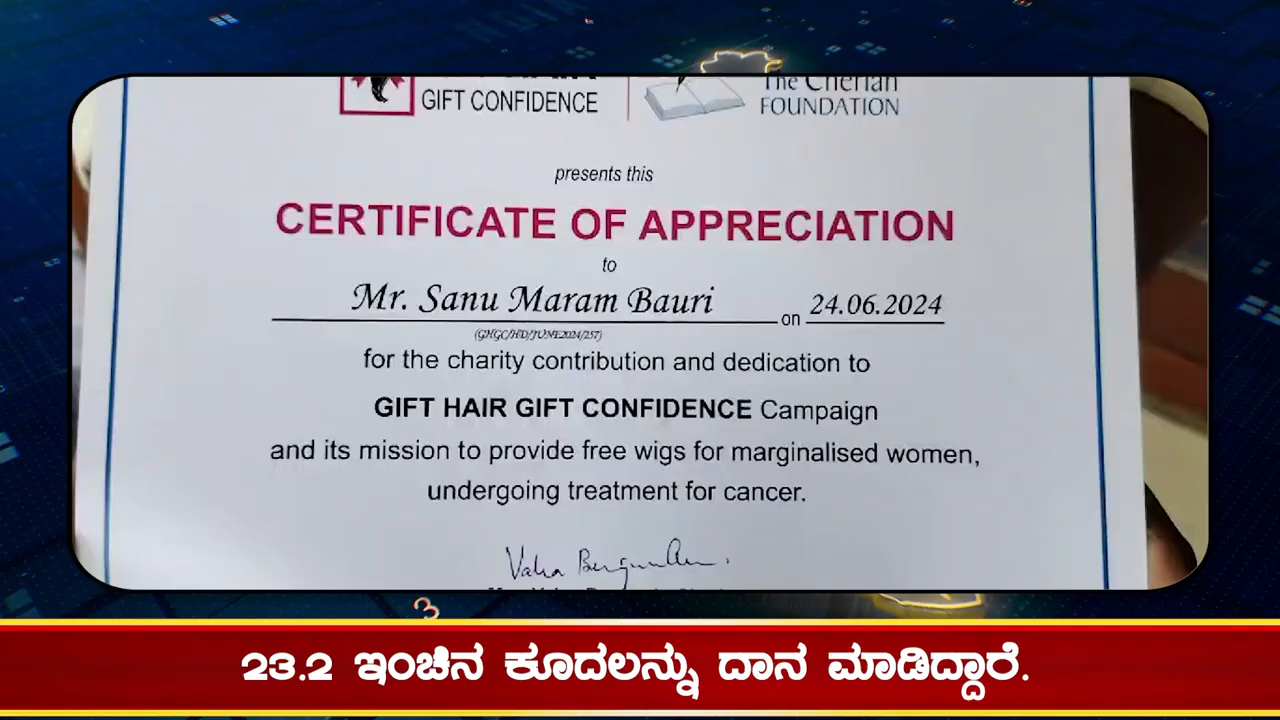 GIFT CONFIDENCE
The Cherian
FOUNDATION
presents this
CERTIFICATE OF APPRECIATION
to
Mr. Sanu Maram Bauri on 24.06.2024
(GHGC/HD/JUNE2024/257)
for the charity contribution and dedication to
GIFT HAIR GIFT CONFIDENCE Campaign
and its mission to provide free wigs for marginalised women,
undergoing treatment for cancer.
23.2 ಇಂಚಿನ ಕೂದಲನ್ನು ದಾನ ಮಾಡಿದ್ದಾರೆ.